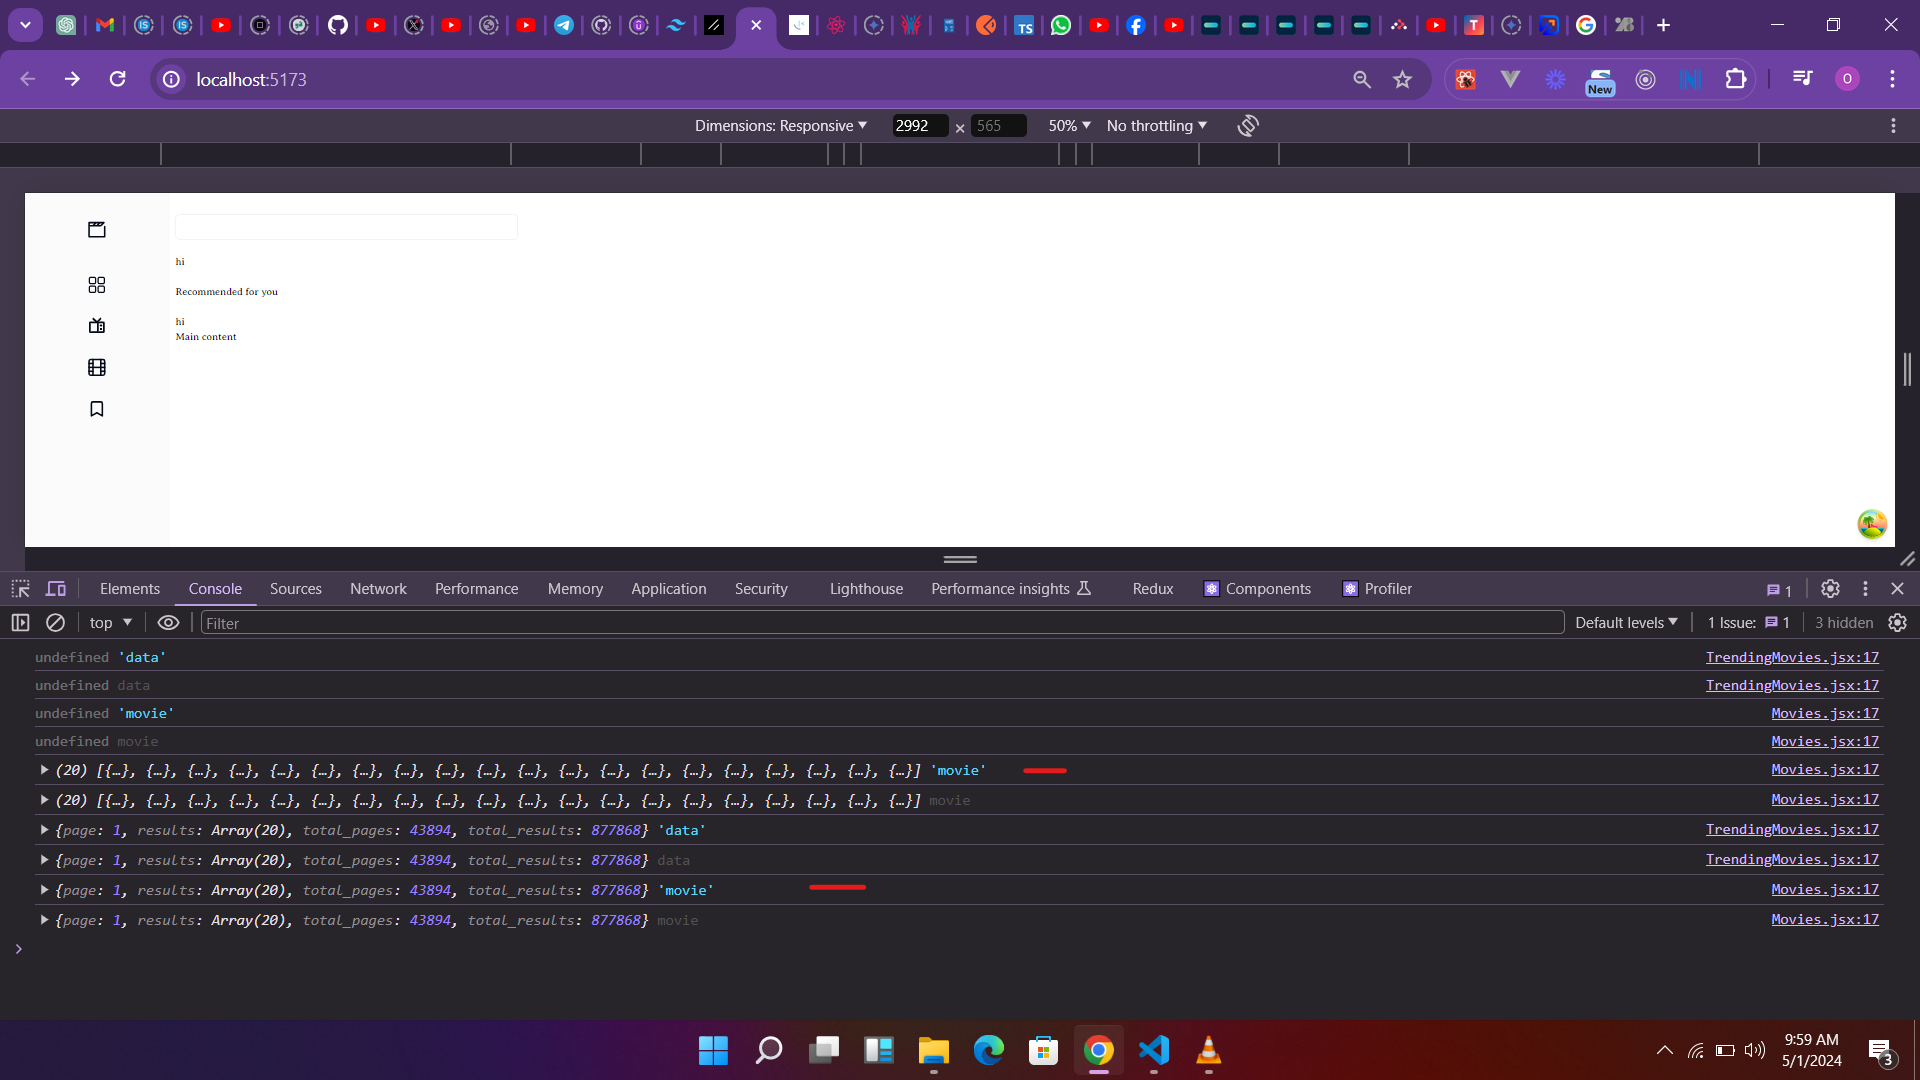 localhost:5173
New
O
Dimensions: Responsive 2992 × 565 50% No throttling
hi
Recommended for you
hi
Main content
Elements Console Sources Network Performance Memory Application Security Lighthouse Performance insights Redux Components Profiler 1
top Filter Default levels 1 Issue: 1 3 hidden
undefined 'data' TrendingMovies.jsx:17
undefined data TrendingMovies.jsx:17
undefined 'movie' Movies.jsx:17
undefined movie Movies.jsx:17
(20) [{…}, {…}, {…}, {…}, {…}, {…}, {…}, {…}, {…}, {…}, {…}, {…}, {…}, {…}, {…}, {…}, {…}, {…}, {…}, {…}] 'movie' Movies.jsx:17
(20) [{…}, {…}, {…}, {…}, {…}, {…}, {…}, {…}, {…}, {…}, {…}, {…}, {…}, {…}, {…}, {…}, {…}, {…}, {…}, {…}] movie Movies.jsx:17
{page: 1, results: Array(20), total_pages: 43894, total_results: 877868} 'data' TrendingMovies.jsx:17
{page: 1, results: Array(20), total_pages: 43894, total_results: 877868} data TrendingMovies.jsx:17
{page: 1, results: Array(20), total_pages: 43894, total_results: 877868} 'movie' Movies.jsx:17
{page: 1, results: Array(20), total_pages: 43894, total_results: 877868} movie Movies.jsx:17
9:59 AM
5/1/2024
3